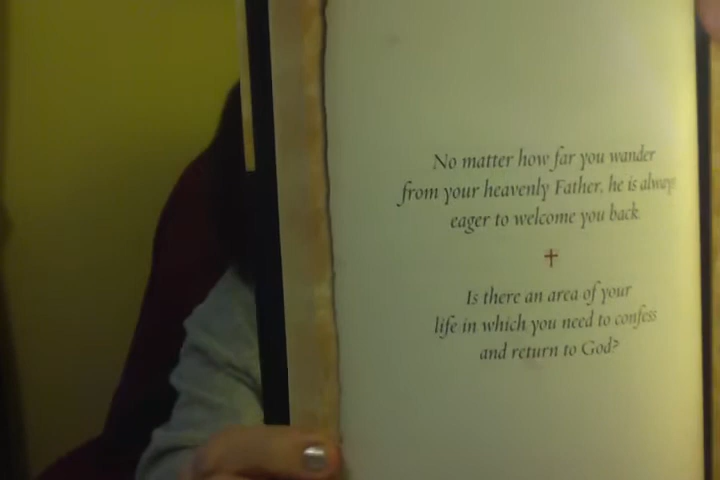 No matter how far you wander
from your heavenly Father, he is always
eager to welcome you back.
Is there an area of your
life in which you need to confess
and return to God?